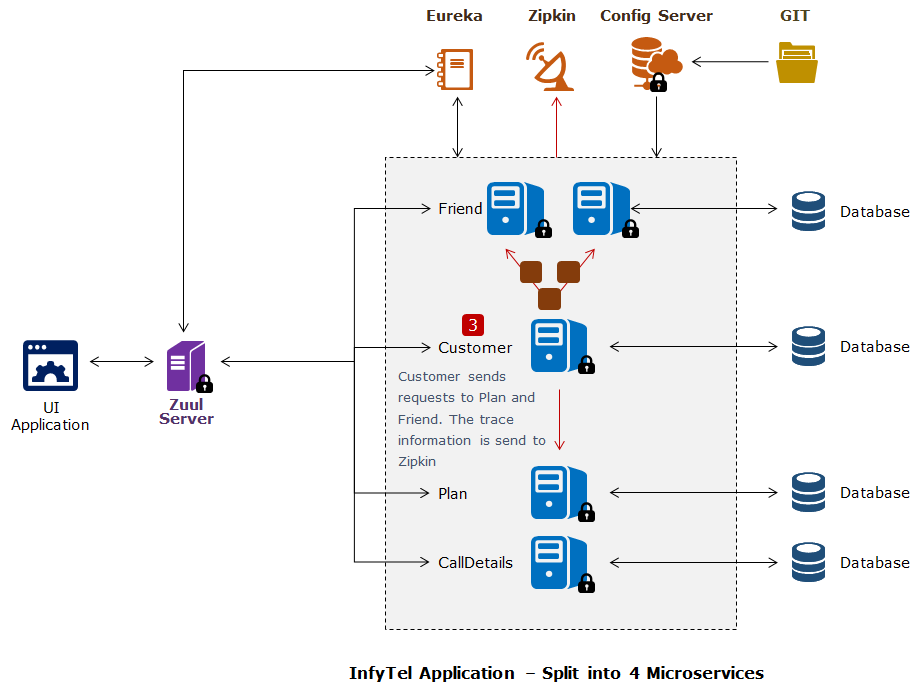 Eureka
Zipkin
Config Server
GIT
Friend
Database
3
Customer
Database
Customer sends
requests to Plan and
Friend. The trace
information is send to
Zipkin
UI
Application
Zuul
Server
Plan
Database
CallDetails
Database
InfyTel Application – Split into 4 Microservices